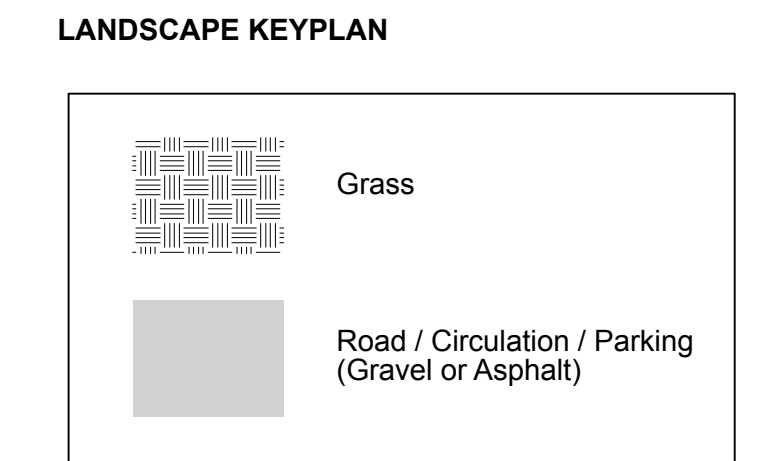 LANDSCAPE KEYPLAN
Grass
Road / Circulation / Parking
(Gravel or Asphalt)